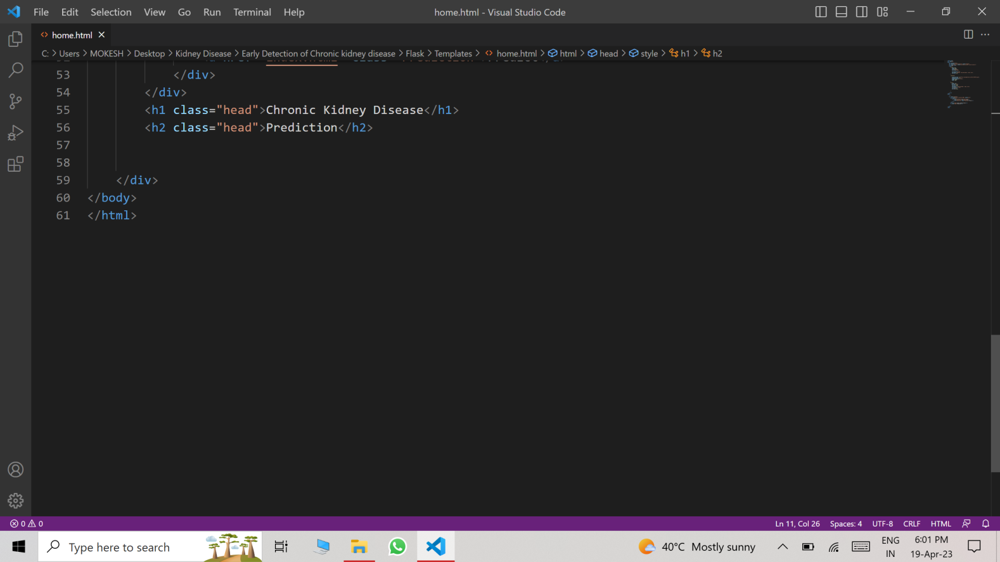 File Edit Selection View Go Run Terminal Help
home.html - Visual Studio Code
home.html
C: > Users > MOKESH > Desktop > Kidney Disease > Early Detection of Chronic kidney disease > Flask > Templates > home.html > html > head > style > h1 > h2
53 </div>
54 </div>
55 <h1 class="head">Chronic Kidney Disease</h1>
56 <h2 class="head">Prediction</h2>
57
58
59 </div>
60 </body>
61 </html>
0 0
Ln 11, Col 26 Spaces: 4 UTF-8 CRLF HTML
Type here to search
40°C Mostly sunny
ENG
IN
6:01 PM
19-Apr-23